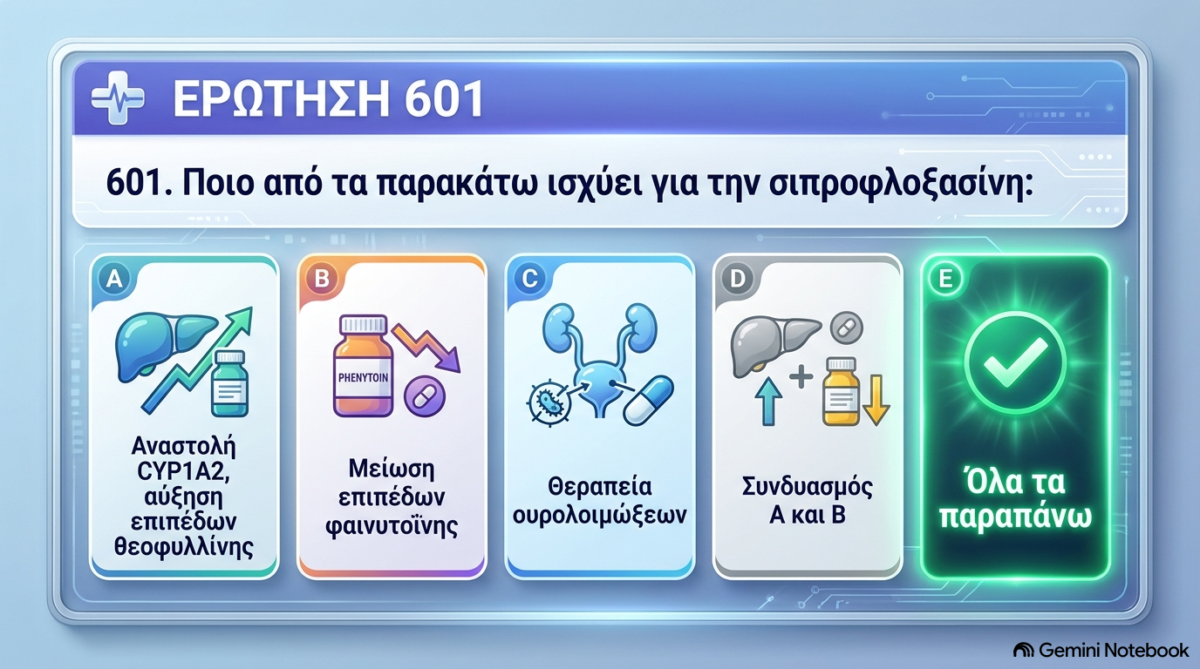 ΕΡΩΤΗΣΗ 601
601. Ποιο από τα παρακάτω ισχύει για την σιπροφλοξασίνη:
A
Αναστολή
CYP1A2,
αύξηση
επιπέδων
θεοφυλλίνης
B
PHENYTOIN
Μείωση
επιπέδων
φαινυτοΐνης
C
Θεραπεία
ουρολοιμώξεων
D
Συνδυασμός
Α και Β
E
Όλα τα
παραπάνω
Gemini Notebook